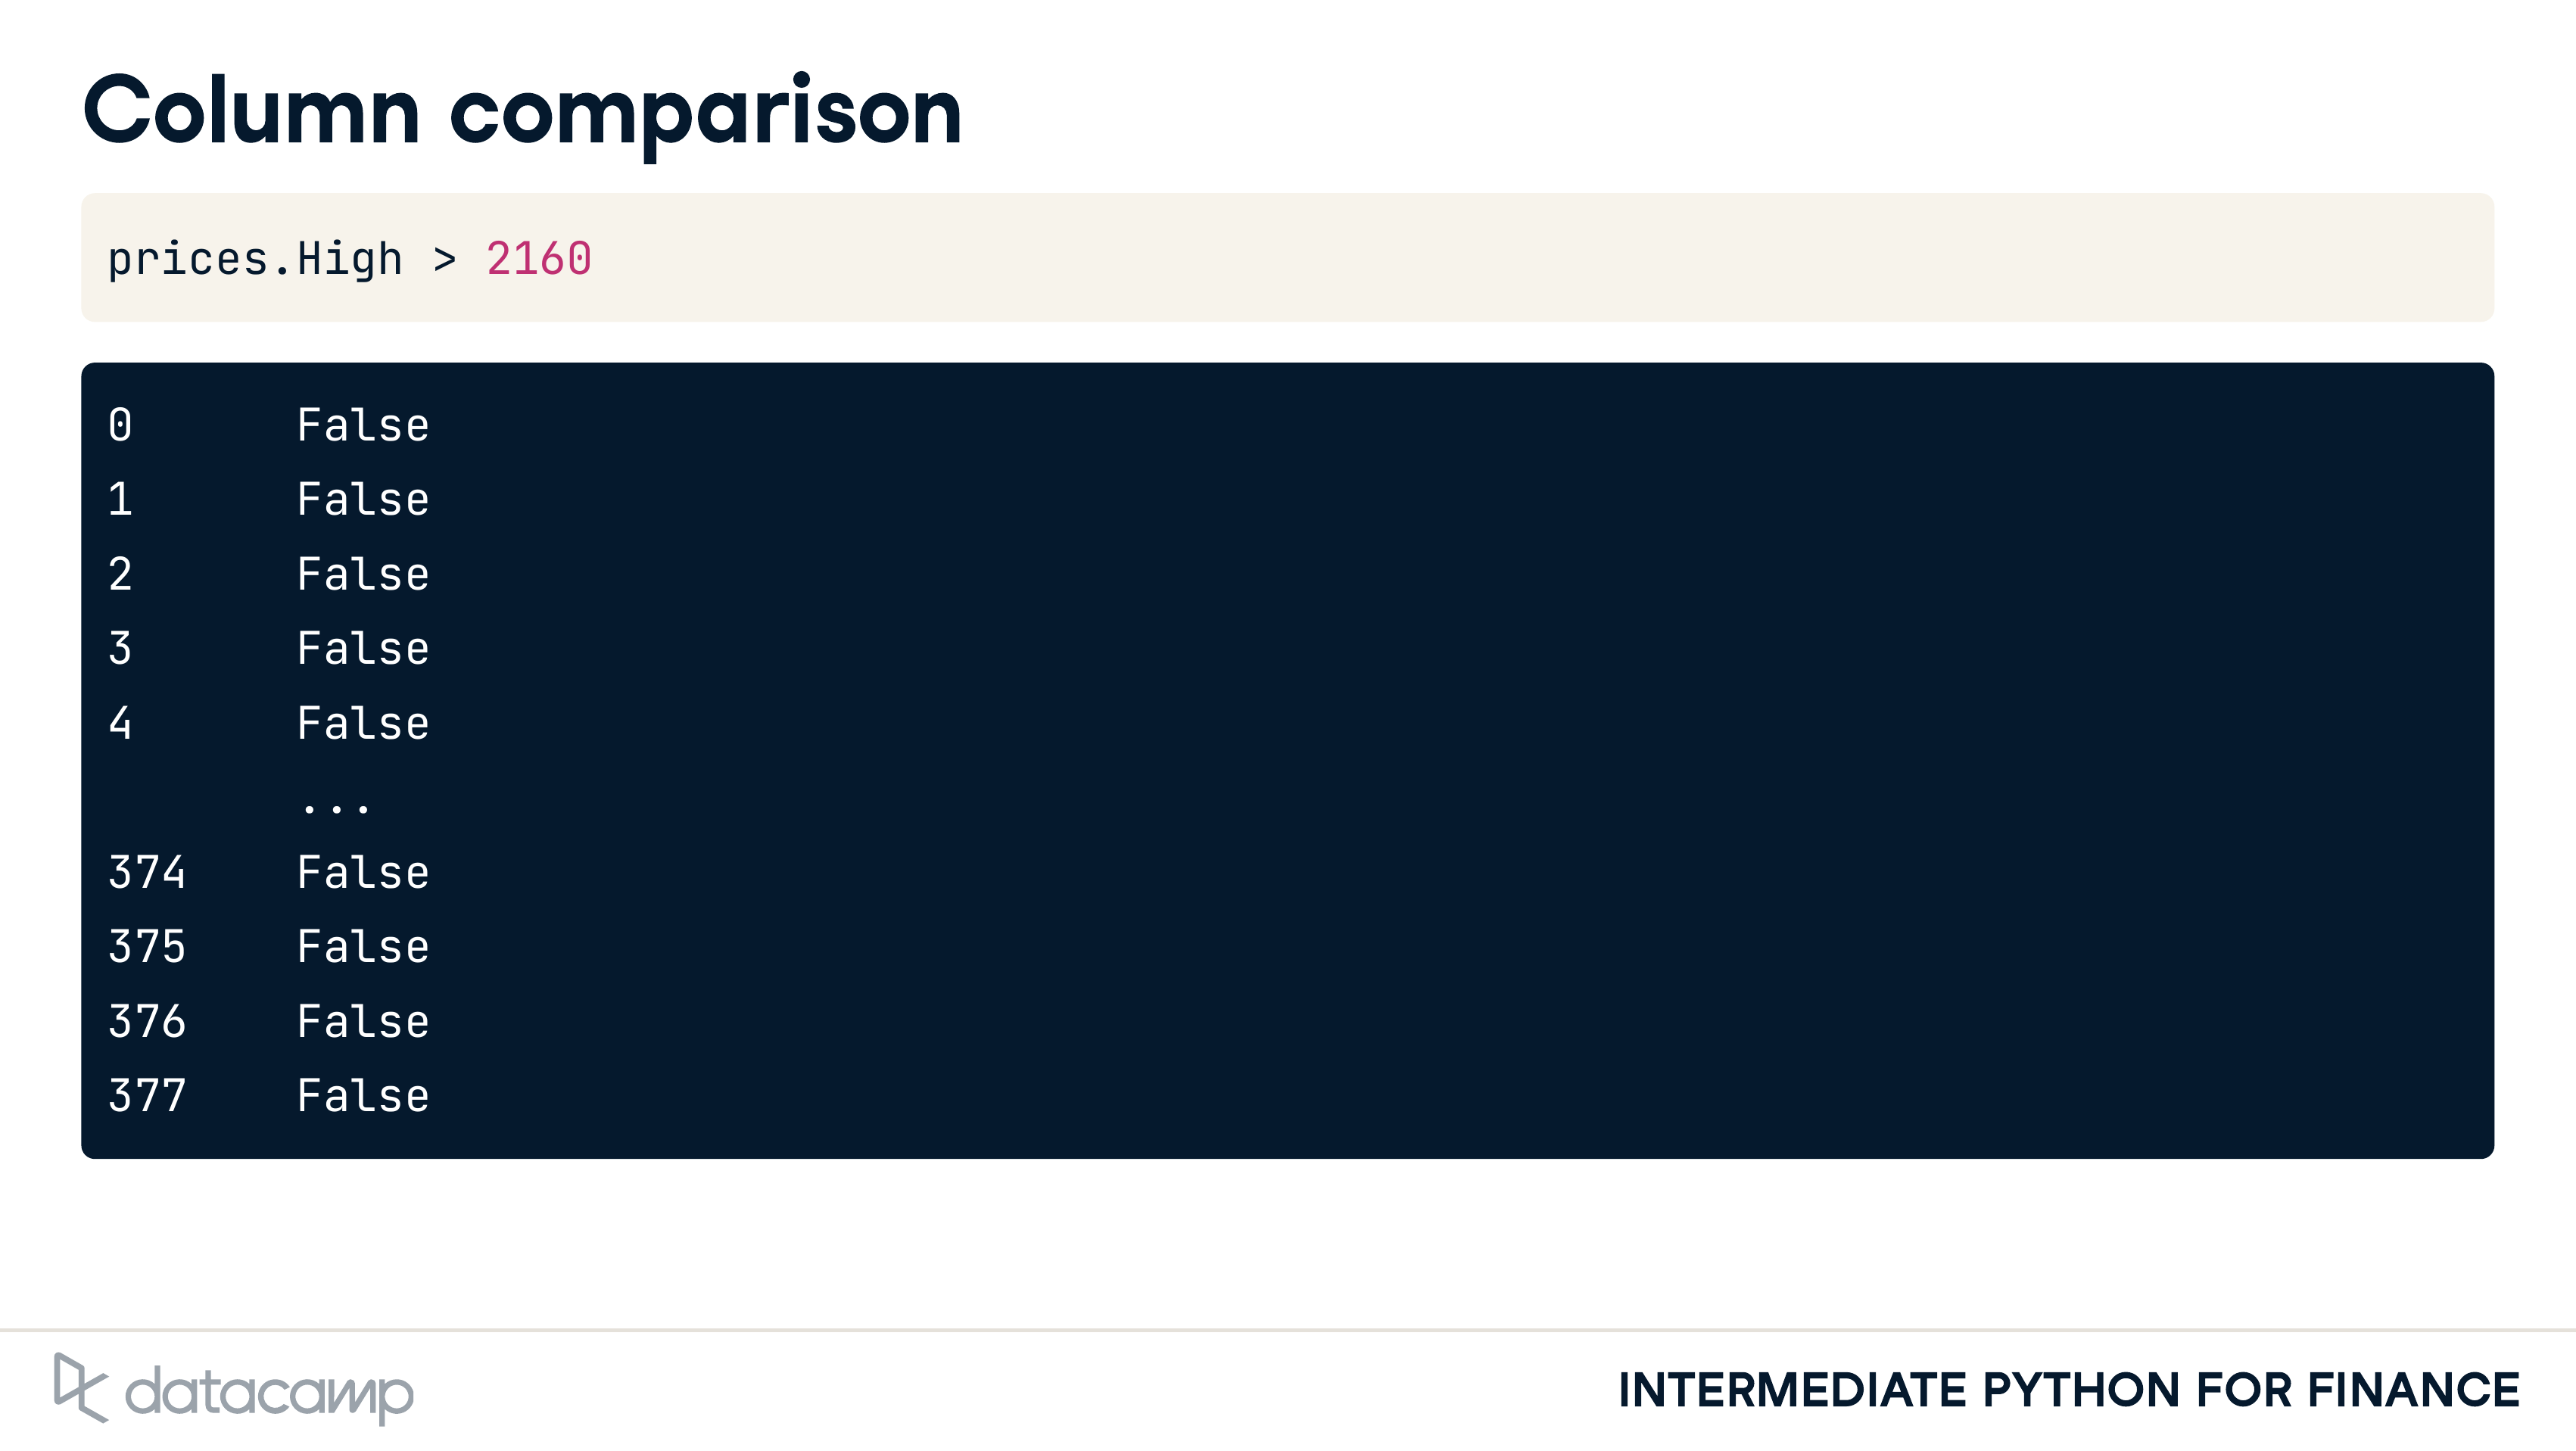 Column comparison
prices.High > 2160
0      False
1      False
2      False
3      False
4      False
       ...
374    False
375    False
376    False
377    False
datacamp
INTERMEDIATE PYTHON FOR FINANCE